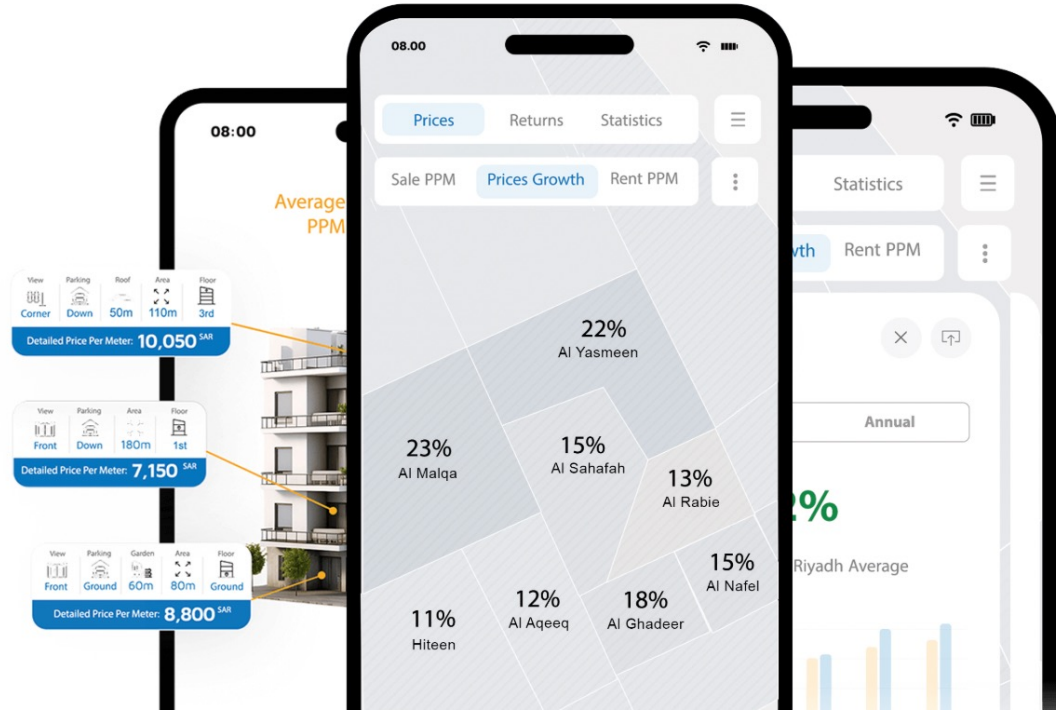 08:00
Average
PPM
View Parking Roof Area Floor
Corner Down 50m 110m 3rd
Detailed Price Per Meter: 10,050 SAR
View Parking Area Floor
Front Down 180m 1st
Detailed Price Per Meter: 7,150 SAR
View Parking Garden Area Floor
Front Ground 60m 80m Ground
Detailed Price Per Meter: 8,800 SAR
08.00
Prices Returns Statistics
Sale PPM Prices Growth Rent PPM
22%
Al Yasmeen
23%
Al Malqa
15%
Al Sahafah
13%
Al Rabie
15%
Al Nafel
18%
Al Ghadeer
12%
Al Aqeeq
11%
Hiteen
Statistics
wth Rent PPM
Annual
%
Riyadh Average